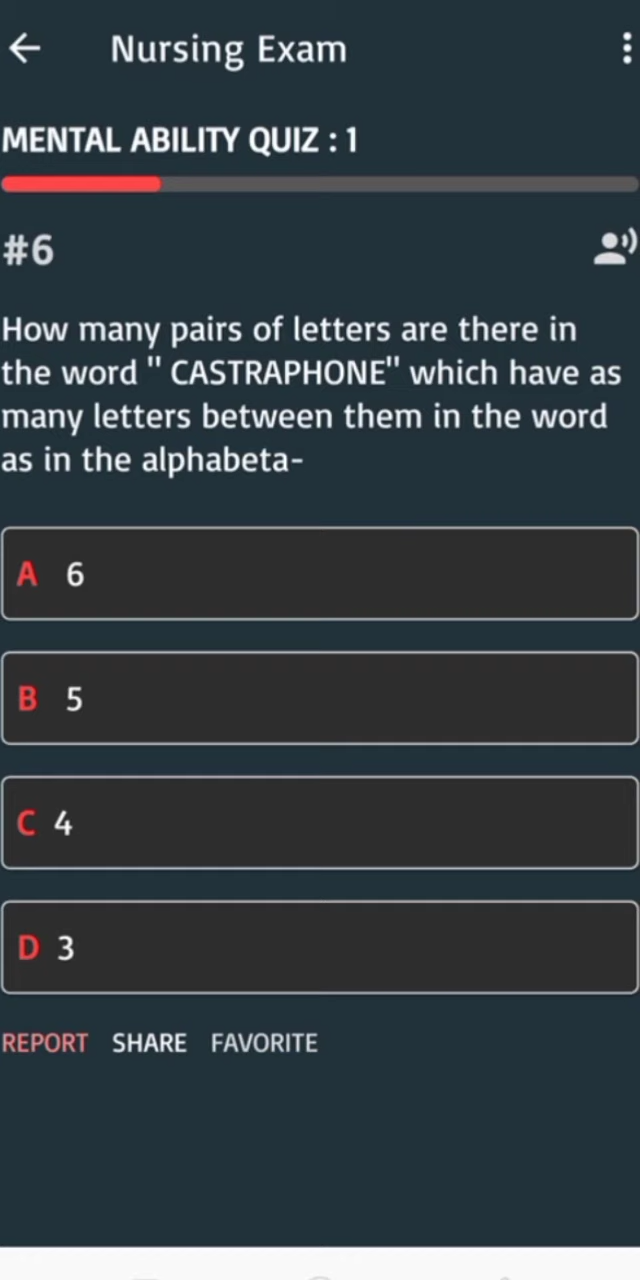 Nursing Exam
MENTAL ABILITY QUIZ : 1
#6
How many pairs of letters are there in
the word " CASTRAPHONE" which have as
many letters between them in the word
as in the alphabeta-
A 6
B 5
C 4
D 3
REPORT SHARE FAVORITE